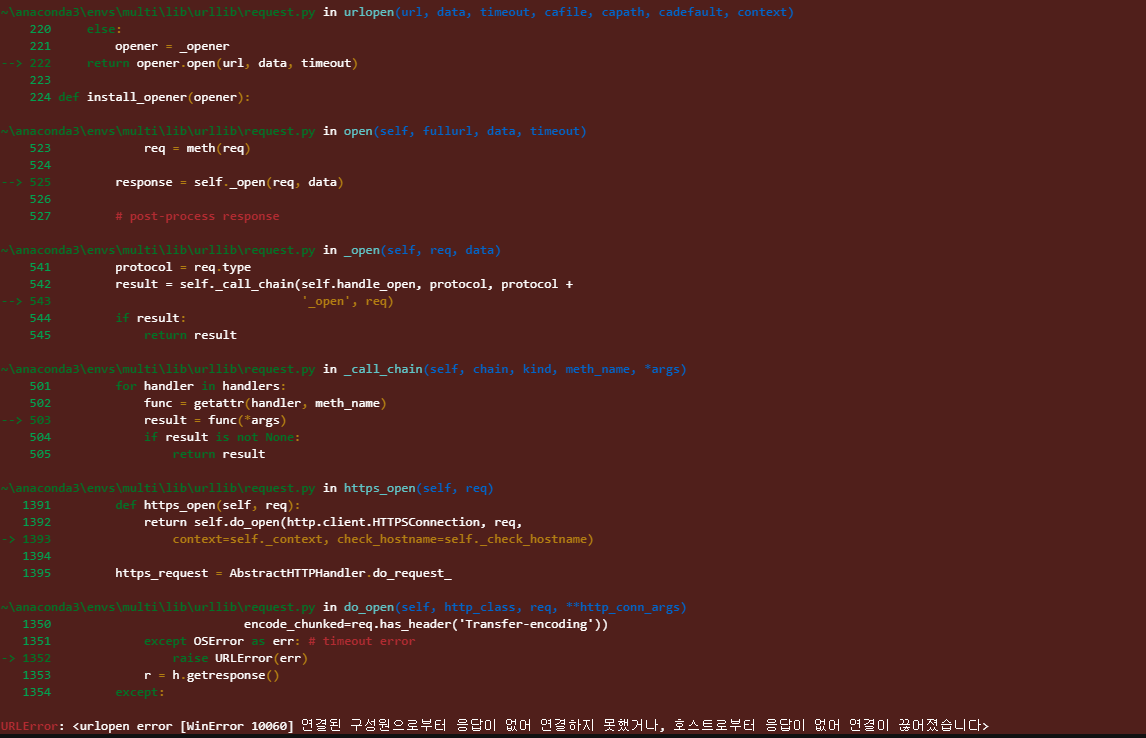 ~\anaconda3\envs\multi\lib\urllib\request.py in urlopen(url, data, timeout, cafile, capath, cadefault, context)
    220     else:
    221         opener = _opener
--> 222     return opener.open(url, data, timeout)
    223
    224 def install_opener(opener):
~\anaconda3\envs\multi\lib\urllib\request.py in open(self, fullurl, data, timeout)
    523             req = meth(req)
    524
--> 525         response = self._open(req, data)
    526
    527         # post-process response
~\anaconda3\envs\multi\lib\urllib\request.py in _open(self, req, data)
    541         protocol = req.type
    542         result = self._call_chain(self.handle_open, protocol, protocol +
--> 543                                   '_open', req)
    544         if result:
    545             return result
~\anaconda3\envs\multi\lib\urllib\request.py in _call_chain(self, chain, kind, meth_name, *args)
    501         for handler in handlers:
    502             func = getattr(handler, meth_name)
--> 503             result = func(*args)
    504             if result is not None:
    505                 return result
~\anaconda3\envs\multi\lib\urllib\request.py in https_open(self, req)
   1391         def https_open(self, req):
   1392             return self.do_open(http.client.HTTPSConnection, req,
-> 1393                 context=self._context, check_hostname=self._check_hostname)
   1394
   1395         https_request = AbstractHTTPHandler.do_request_
~\anaconda3\envs\multi\lib\urllib\request.py in do_open(self, http_class, req, **http_conn_args)
   1350                           encode_chunked=req.has_header('Transfer-encoding'))
   1351             except OSError as err: # timeout error
-> 1352                 raise URLError(err)
   1353             r = h.getresponse()
   1354         except:
URLError: <urlopen error [WinError 10060] 연결된 구성원으로부터 응답이 없어 연결하지 못했거나, 호스트로부터 응답이 없어 연결이 끊어졌습니다>